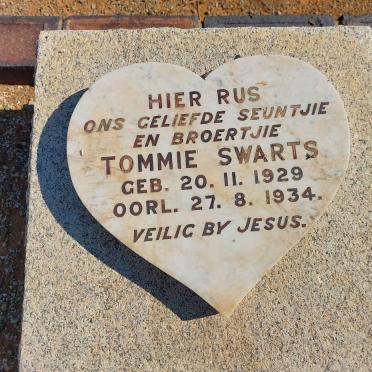 HIER RUS
ONS GELIEFDE SEUNTJIE
EN BROERTJIE
TOMMIE SWARTS
GEB. 20. 11. 1929
OORL. 27. 8. 1934.
VEILIG BY JESUS.